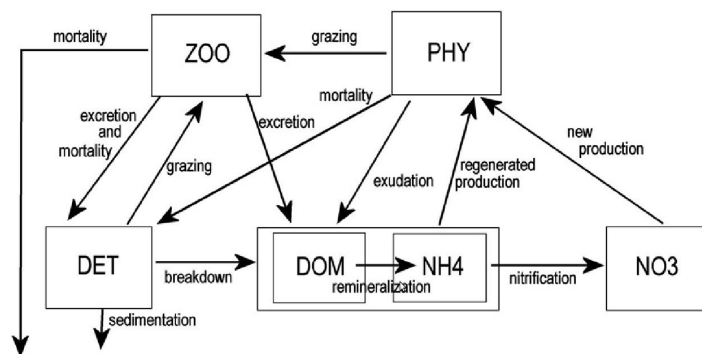 mortality
ZOO
grazing
PHY
mortality
excretion
and
mortality
excretion
grazing
exudation
regenerated
production
new
production
DET
breakdown
DOM
NH4
remineralization
nitrification
NO3
sedimentation